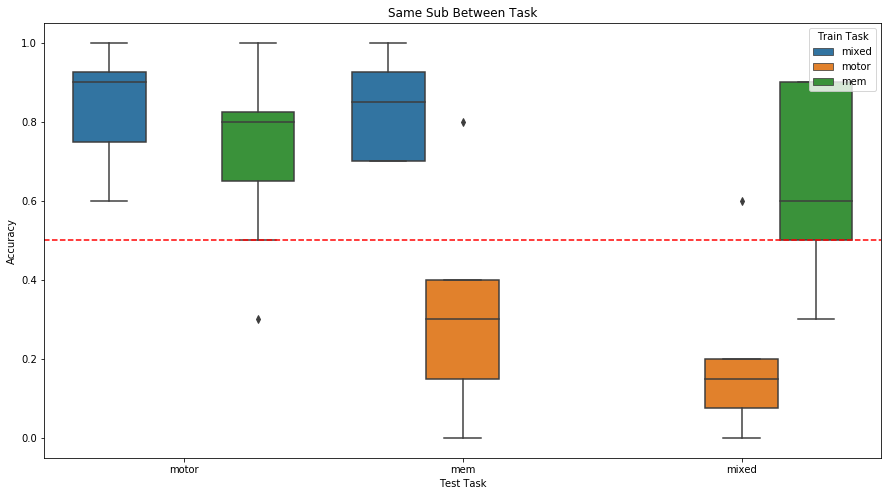 Same Sub Between Task
Train Task
mixed
motor
mem
1.0
0.8
0.6
0.4
0.2
0.0
Accuracy
motor
mem
mixed
Test Task